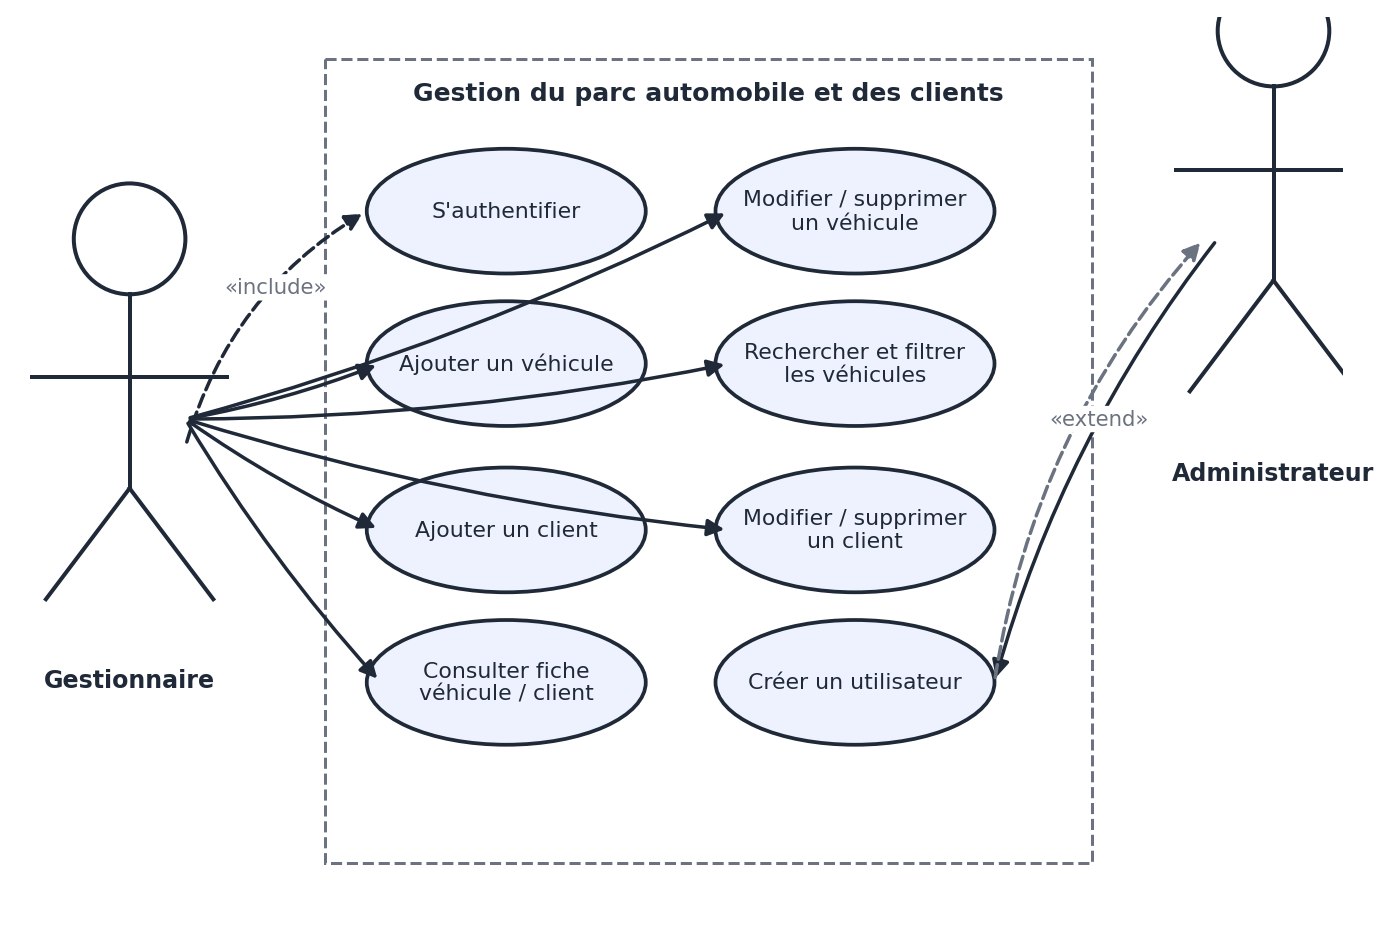 Gestion du parc automobile et des clients
S'authentifier
Modifier / supprimer
un véhicule
«include»
Ajouter un véhicule
Rechercher et filtrer
les véhicules
«extend»
Administrateur
Ajouter un client
Modifier / supprimer
un client
Gestionnaire
Consulter fiche
véhicule / client
Créer un utilisateur